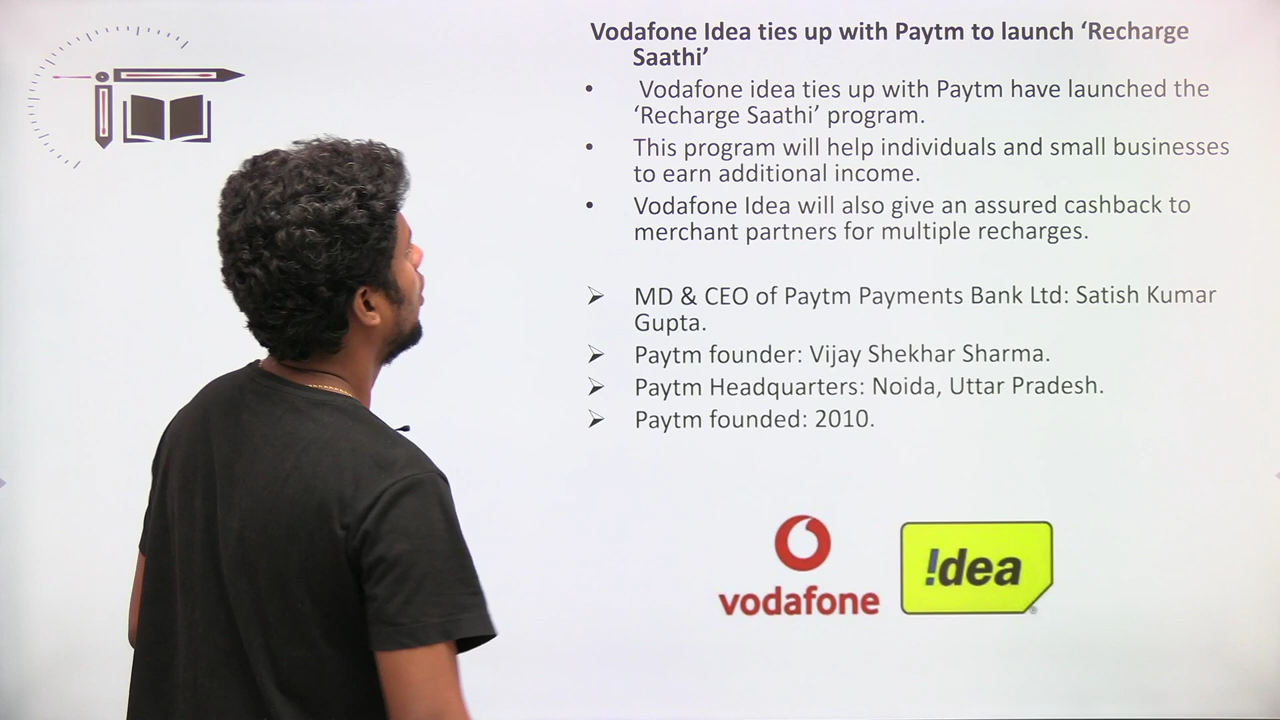 Vodafone Idea ties up with Paytm to launch ‘Recharge
Saathi’
• Vodafone idea ties up with Paytm have launched the
‘Recharge Saathi’ program.
• This program will help individuals and small businesses
to earn additional income.
• Vodafone Idea will also give an assured cashback to
merchant partners for multiple recharges.
➢ MD & CEO of Paytm Payments Bank Ltd: Satish Kumar
Gupta.
➢ Paytm founder: Vijay Shekhar Sharma.
➢ Paytm Headquarters: Noida, Uttar Pradesh.
➢ Paytm founded: 2010.
vodafone
!dea
®